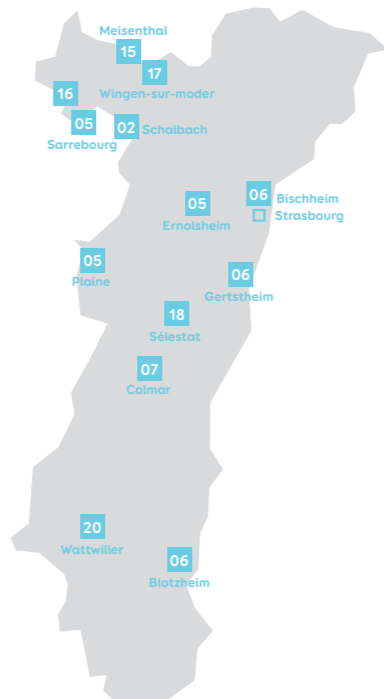 Meisenthal
15
17
Wingen-sur-moder
16
05
Sarrebourg
02 Schalbach
05
Ernolsheim
06 Bischheim
Strasbourg
05
Plaine
06
Gertstheim
18
Sélestat
07
Colmar
20
Wattwiller
06
Blotzheim